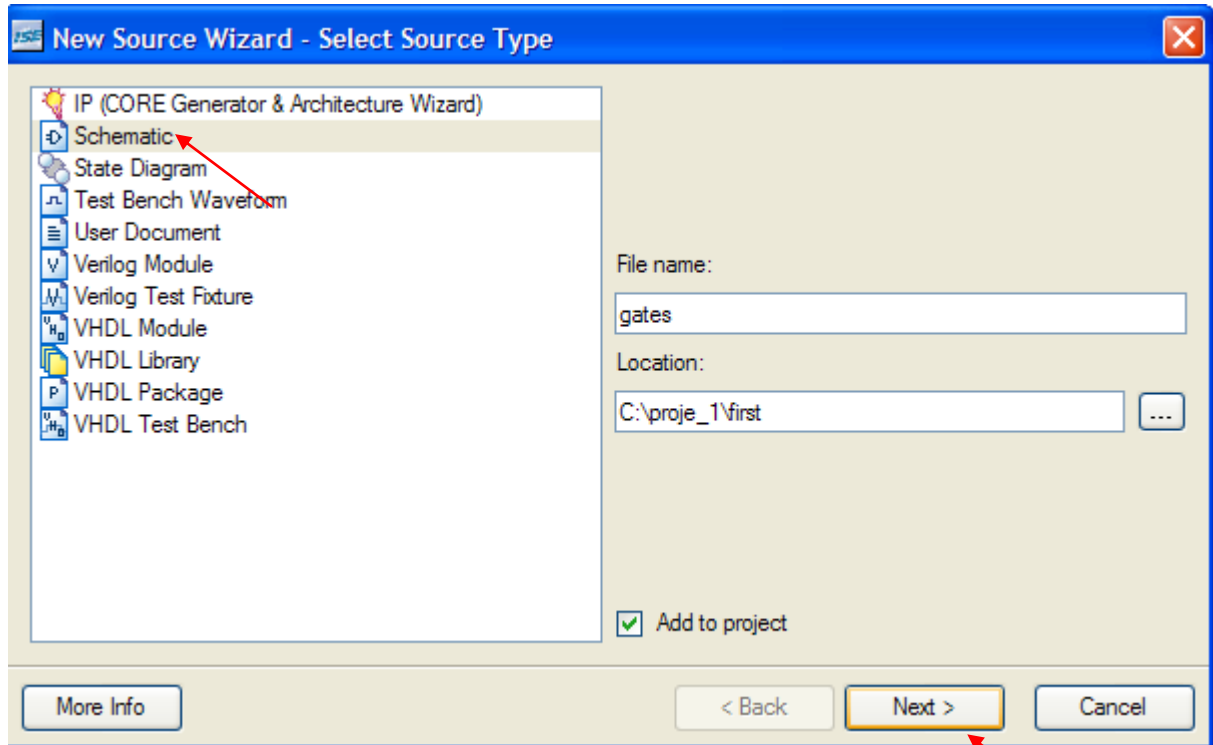 ISE New Source Wizard - Select Source Type
IP (CORE Generator & Architecture Wizard)
Schematic
State Diagram
Test Bench Waveform
User Document
Verilog Module
Verilog Test Fixture
VHDL Module
VHDL Library
VHDL Package
VHDL Test Bench
File name:
gates
Location:
C:\proje_1\first
...
Add to project
More Info
< Back
Next >
Cancel